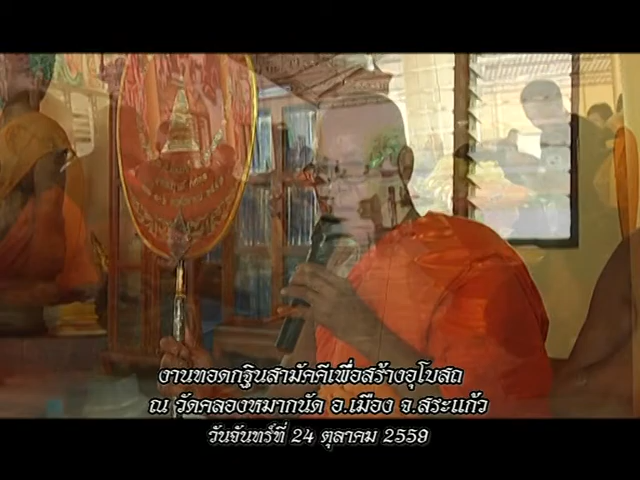 งานทอดกฐินสามัคคีเพื่อสร้างอุโบสถ
ณ วัดคลองหมากนัด อ.เมือง จ.สระแก้ว
วันจันทร์ที่ 24 ตุลาคม 2559